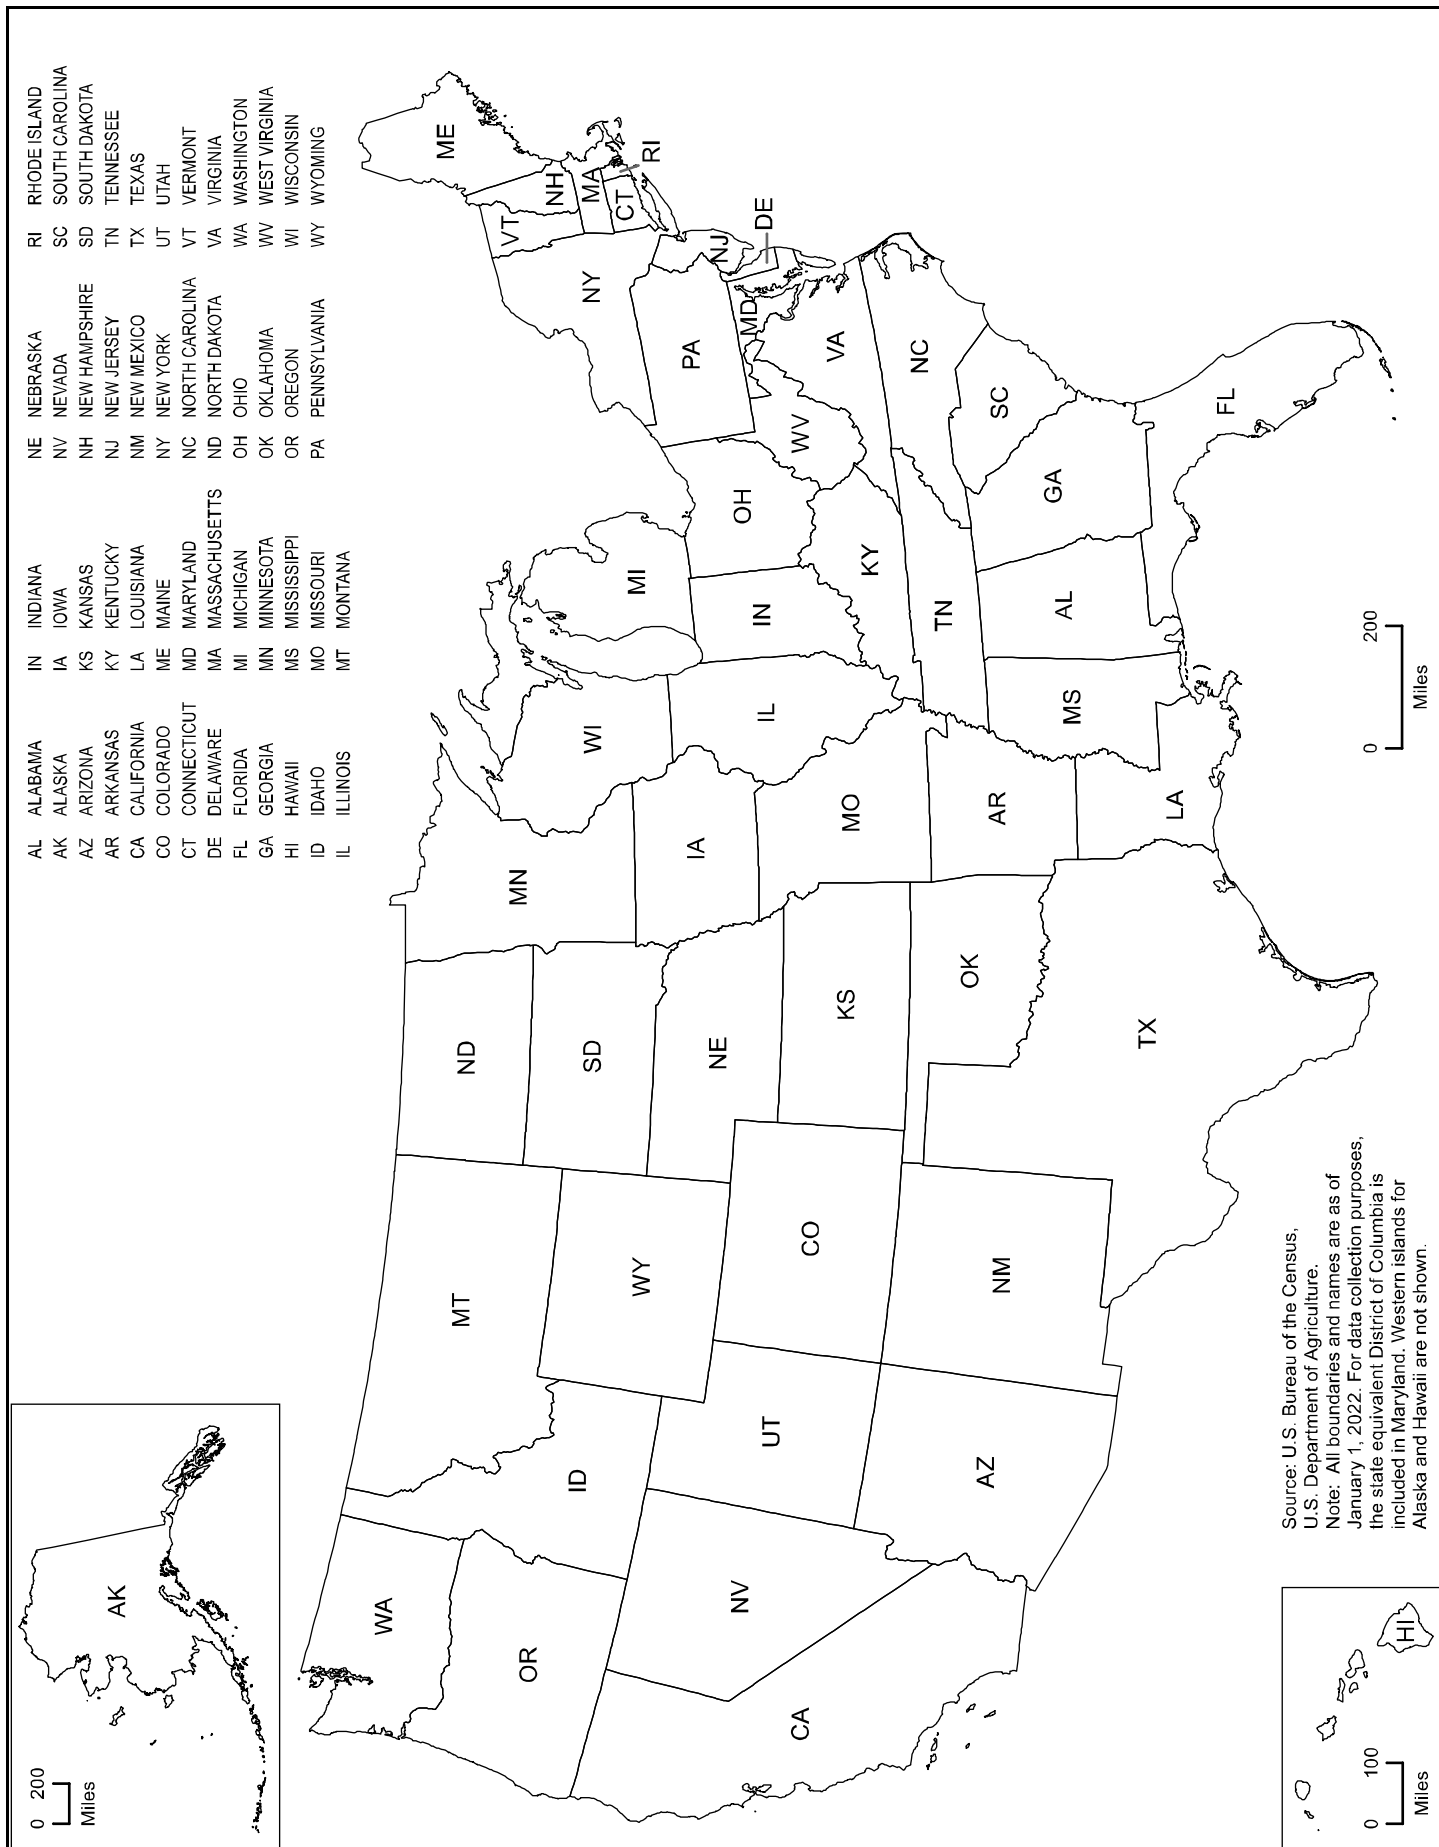 AL ALABAMA
AK ALASKA
AZ ARIZONA
AR ARKANSAS
CA CALIFORNIA
CO COLORADO
CT CONNECTICUT
DE DELAWARE
FL FLORIDA
GA GEORGIA
HI HAWAII
ID IDAHO
IL ILLINOIS
IN INDIANA
IA IOWA
KS KANSAS
KY KENTUCKY
LA LOUISIANA
ME MAINE
MD MARYLAND
MA MASSACHUSETTS
MI MICHIGAN
MN MINNESOTA
MS MISSISSIPPI
MO MISSOURI
MT MONTANA
NE NEBRASKA
NV NEVADA
NH NEW HAMPSHIRE
NJ NEW JERSEY
NM NEW MEXICO
NY NEW YORK
NC NORTH CAROLINA
ND NORTH DAKOTA
OH OHIO
OK OKLAHOMA
OR OREGON
PA PENNSYLVANIA
RI RHODE ISLAND
SC SOUTH CAROLINA
SD SOUTH DAKOTA
TN TENNESSEE
TX TEXAS
UT UTAH
VT VERMONT
VA VIRGINIA
WA WASHINGTON
WV WEST VIRGINIA
WI WISCONSIN
WY WYOMING
0 200
Miles
AK
WA
OR
CA
NV
ID
MT
WY
UT
AZ
CO
NM
ND
SD
NE
KS
OK
TX
MN
IA
MO
AR
LA
WI
IL
MS
MI
IN
KY
TN
AL
OH
GA
WV
PA
VA
NC
SC
FL
MD
NY
NJ
DE
VT
NH
MA
CT
RI
ME
0 100
Miles
HI
Source: U.S. Bureau of the Census,
U.S. Department of Agriculture.
Note: All boundaries and names are as of
January 1, 2022. For data collection purposes,
the state equivalent District of Columbia is
included in Maryland. Western islands for
Alaska and Hawaii are not shown.
0 200
Miles